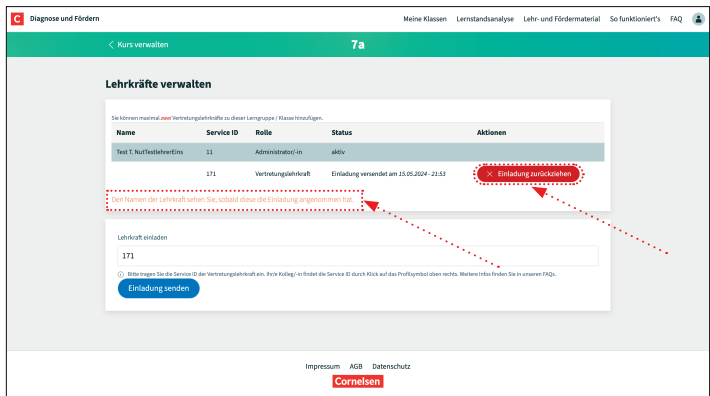 C Diagnose und Fördern Meine Klassen Lernstandsanalyse Lehr- und Fördermaterial So funktioniert's FAQ
< Kurs verwalten 7a
Lehrkräfte verwalten
Sie können maximal zwei Vertretungslehrkräfte zu dieser Lerngruppe / Klasse hinzufügen.
Name Service ID Rolle Status Aktionen
Test T. NutTestlehrerEins 11 Administrator/-in aktiv
171 Vertretungslehrkraft Einladung versendet am 15.05.2024 - 21:53 × Einladung zurückziehen
Den Namen der Lehrkraft sehen Sie, sobald diese die Einladung angenommen hat.
Lehrkraft einladen
171
Bitte tragen Sie die Service ID der Vertretungslehrkraft ein. Ihr/e Kolleg/-in findet die Service ID durch Klick auf das Profilsymbol oben rechts. Weitere Infos finden Sie in unseren FAQs.
Einladung senden
Impressum AGB Datenschutz
Cornelsen